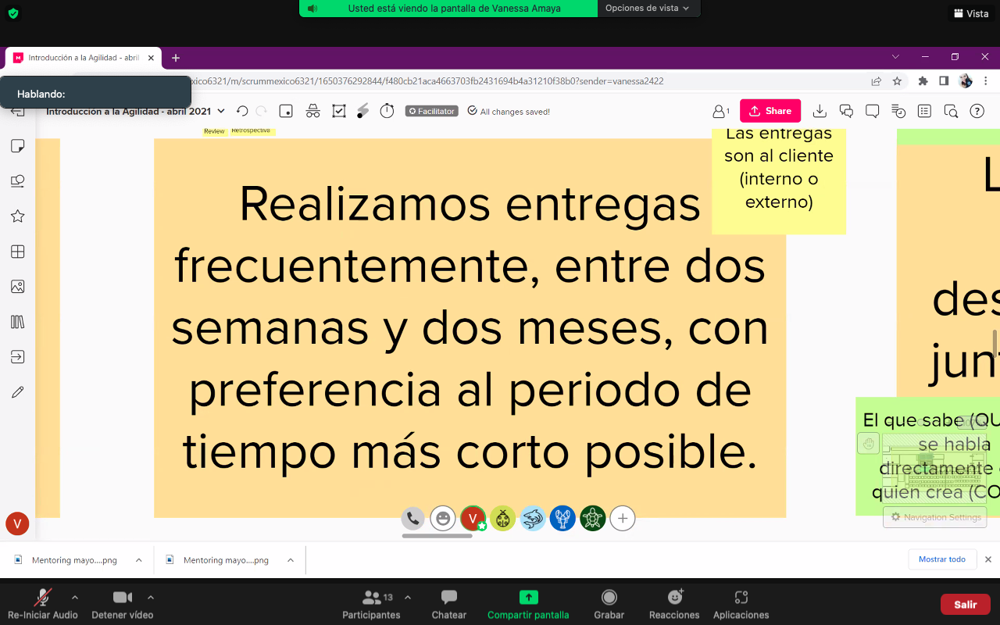 Usted está viendo la pantalla de Vanessa Amaya
Opciones de vista
Vista
Introducción a la Agilidad - abril
xico6321/m/scrummexico6321/1650376292844/f480cb21aca4663703fb2431694b4a31210f38b0?sender=vanessa2422
Hablando:
Introducción a la Agilidad - abril 2021
Facilitator
All changes saved!
1
Share
Review
Retrospectiva
Las entregas
son al cliente
(interno o
externo)
Realizamos entregas
frecuentemente, entre dos
semanas y dos meses, con
preferencia al periodo de
tiempo más corto posible.
L
des
jun
El que sabe (QU
se habla
directamente
quien crea (CO
Navigation Settings
V
V
Mentoring mayo....png
Mentoring mayo....png
Mostrar todo
Re-Iniciar Audio
Detener vídeo
Participantes
13
Chatear
Compartir pantalla
Grabar
Reacciones
Aplicaciones
Salir